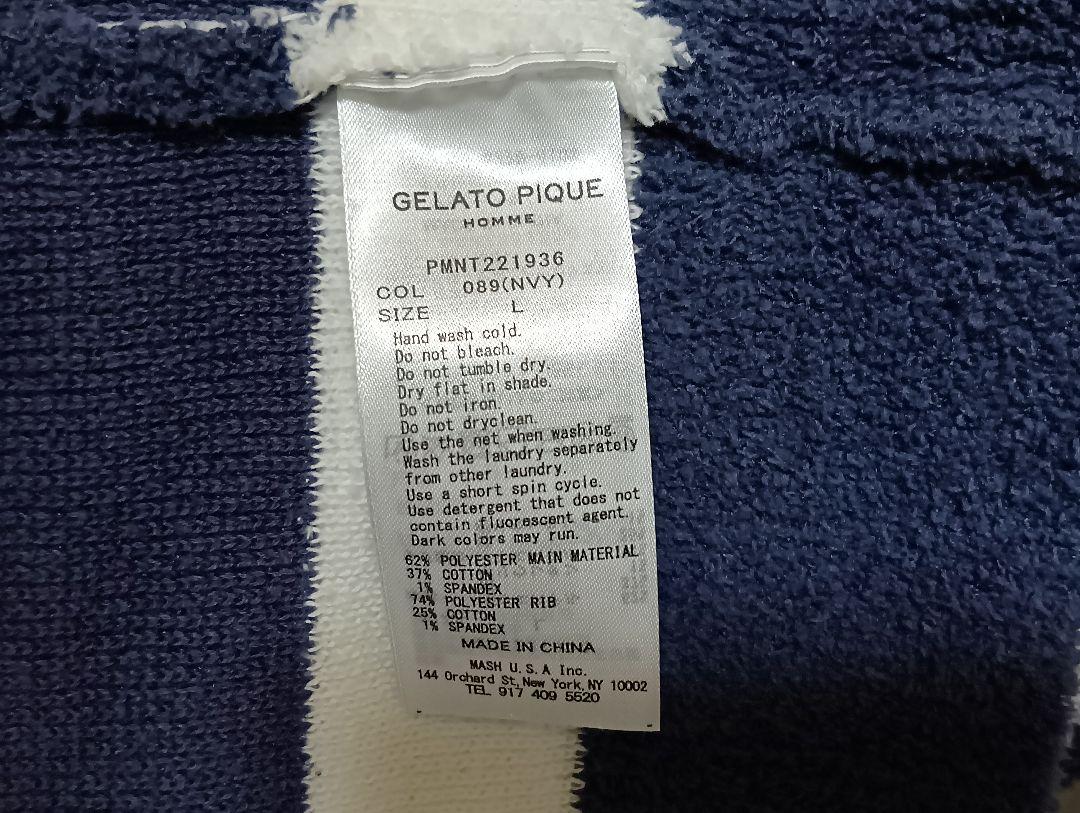 GELATO PIQUE
HOMME
PMNT221936
COL 089(NVY)
SIZE L
Hand wash cold.
Do not bleach.
Do not tumble dry.
Dry flat in shade.
Do not iron.
Do not dryclean.
Use the net when washing.
Wash the laundry separately
from other laundry.
Use a short spin cycle.
Use detergent that does not
contain fluorescent agent.
Dark colors may run.
62% POLYESTER MAIN MATERIAL
37% COTTON
1% SPANDEX
74% POLYESTER RIB
25% COTTON
1% SPANDEX
MADE IN CHINA
MASH U.S.A Inc.
144 Orchard St, New York, NY 10002
TEL 917 409 5520